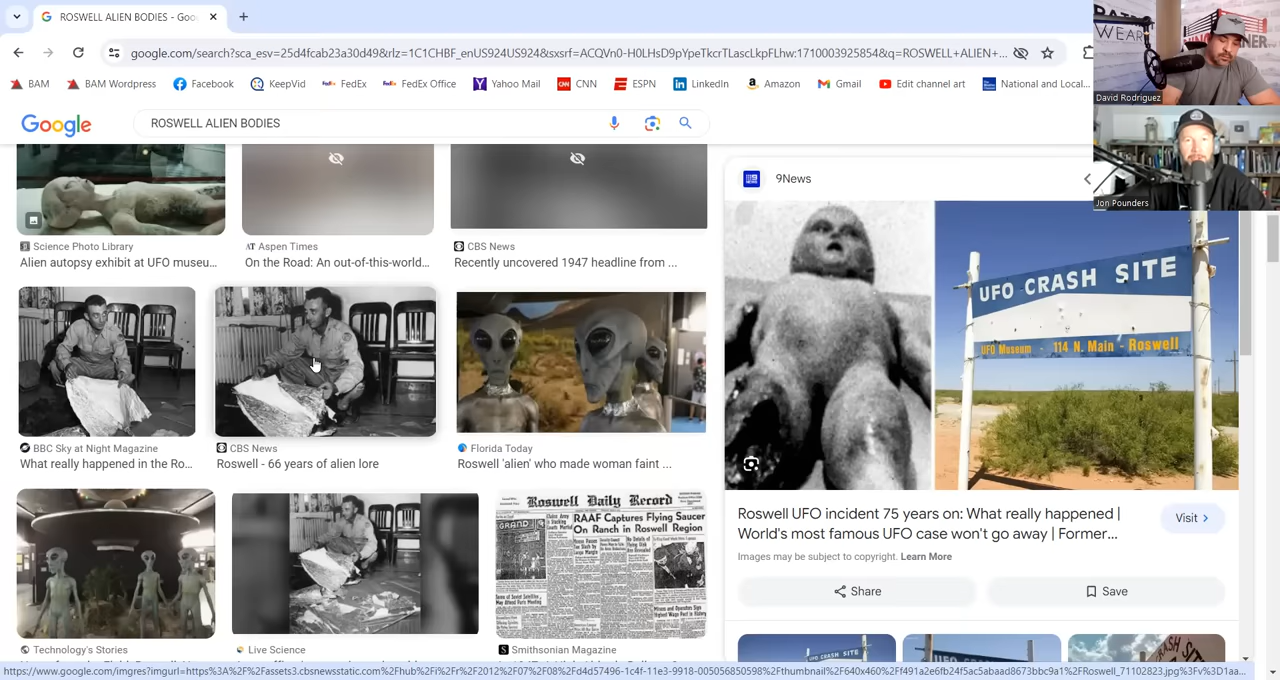 ROSWELL ALIEN BODIES - Goo
google.com/search?sca_esv=25d4fcab23a30d49&rlz=1C1CHBF_enUS924US924&sxsrf=ACQVn0-H0LHsD9pYpeTkcrTLascLkpFLhw:1710003925854&q=ROSWELL+ALIEN+...
BAM
BAM Wordpress
Facebook
KeepVid
FedEx
FedEx Office
Yahoo Mail
CNN
ESPN
LinkedIn
Amazon
Gmail
Edit channel art
National and Local...
David Rodriguez
Jon Pounders
Google
ROSWELL ALIEN BODIES
Science Photo Library
Alien autopsy exhibit at UFO museu...
Aspen Times
On the Road: An out-of-this-world...
CBS News
Recently uncovered 1947 headline from ...
BBC Sky at Night Magazine
What really happened in the Ro...
CBS News
Roswell - 66 years of alien lore
Florida Today
Roswell 'alien' who made woman faint ...
Roswell Daily Record
RAAF Captures Flying Saucer
On Ranch in Roswell Region
Technology's Stories
Live Science
Smithsonian Magazine
9News
UFO CRASH SITE
UFO Museum - 114 N. Main - Roswell
Roswell UFO incident 75 years on: What really happened |
World's most famous UFO case won't go away | Former...
Visit
Images may be subject to copyright. Learn More
Share
Save